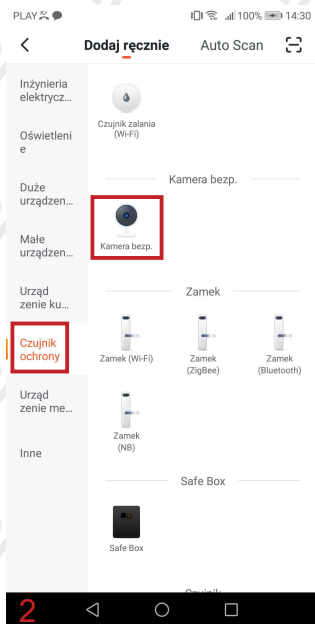 PLAY 100% 14:30
Dodaj ręcznie Auto Scan
Inżynieria
elektrycz...
Oświetleni
e
Duże
urządzen...
Małe
urządzen...
Urząd
zenie ku...
Czujnik
ochrony
Urząd
zenie me...
Inne
Czujnik zalania
(Wi-Fi)
Kamera bezp.
Kamera bezp.
Zamek
Zamek (Wi-Fi)
Zamek
(ZigBee)
Zamek
(Bluetooth)
Zamek
(NB)
Safe Box
Safe Box
Czujnik
2